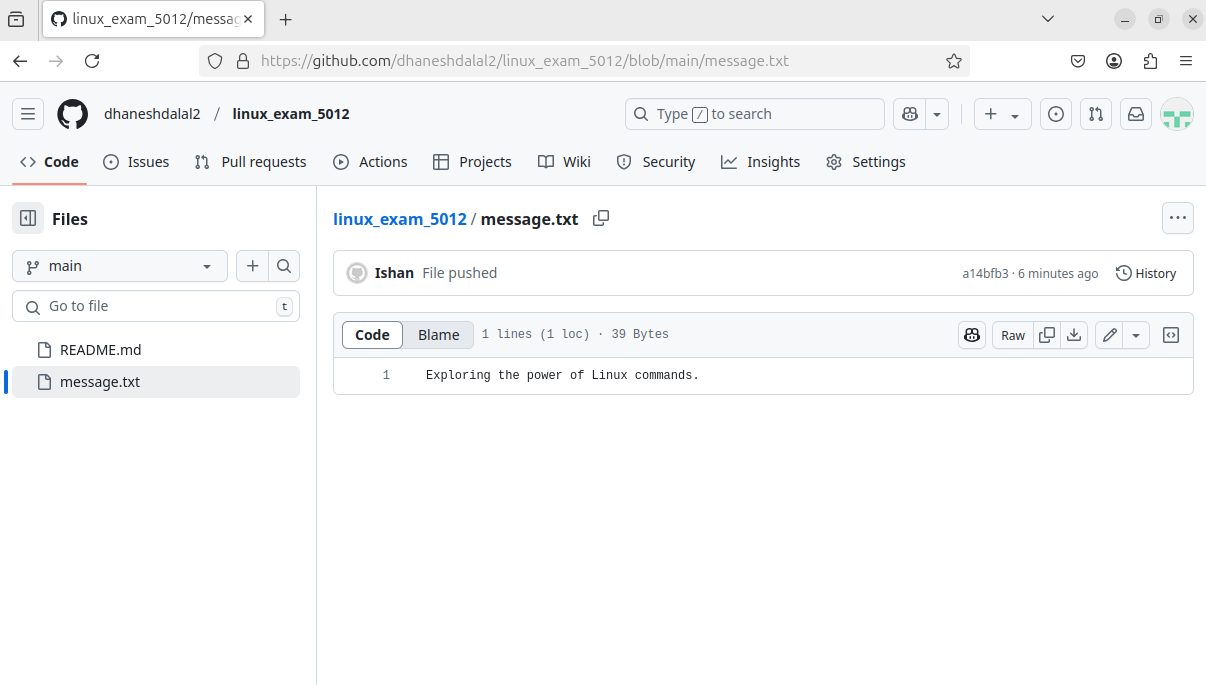 linux_exam_5012/messag
https://github.com/dhaneshdalal2/linux_exam_5012/blob/main/message.txt
dhaneshdalal2 / linux_exam_5012
Type / to search
Code Issues Pull requests Actions Projects Wiki Security Insights Settings
Files
linux_exam_5012 / message.txt
main
Ishan File pushed a14bfb3 · 6 minutes ago History
Go to file t
Code Blame 1 lines (1 loc) · 39 Bytes Raw
README.md
message.txt
1 Exploring the power of Linux commands.